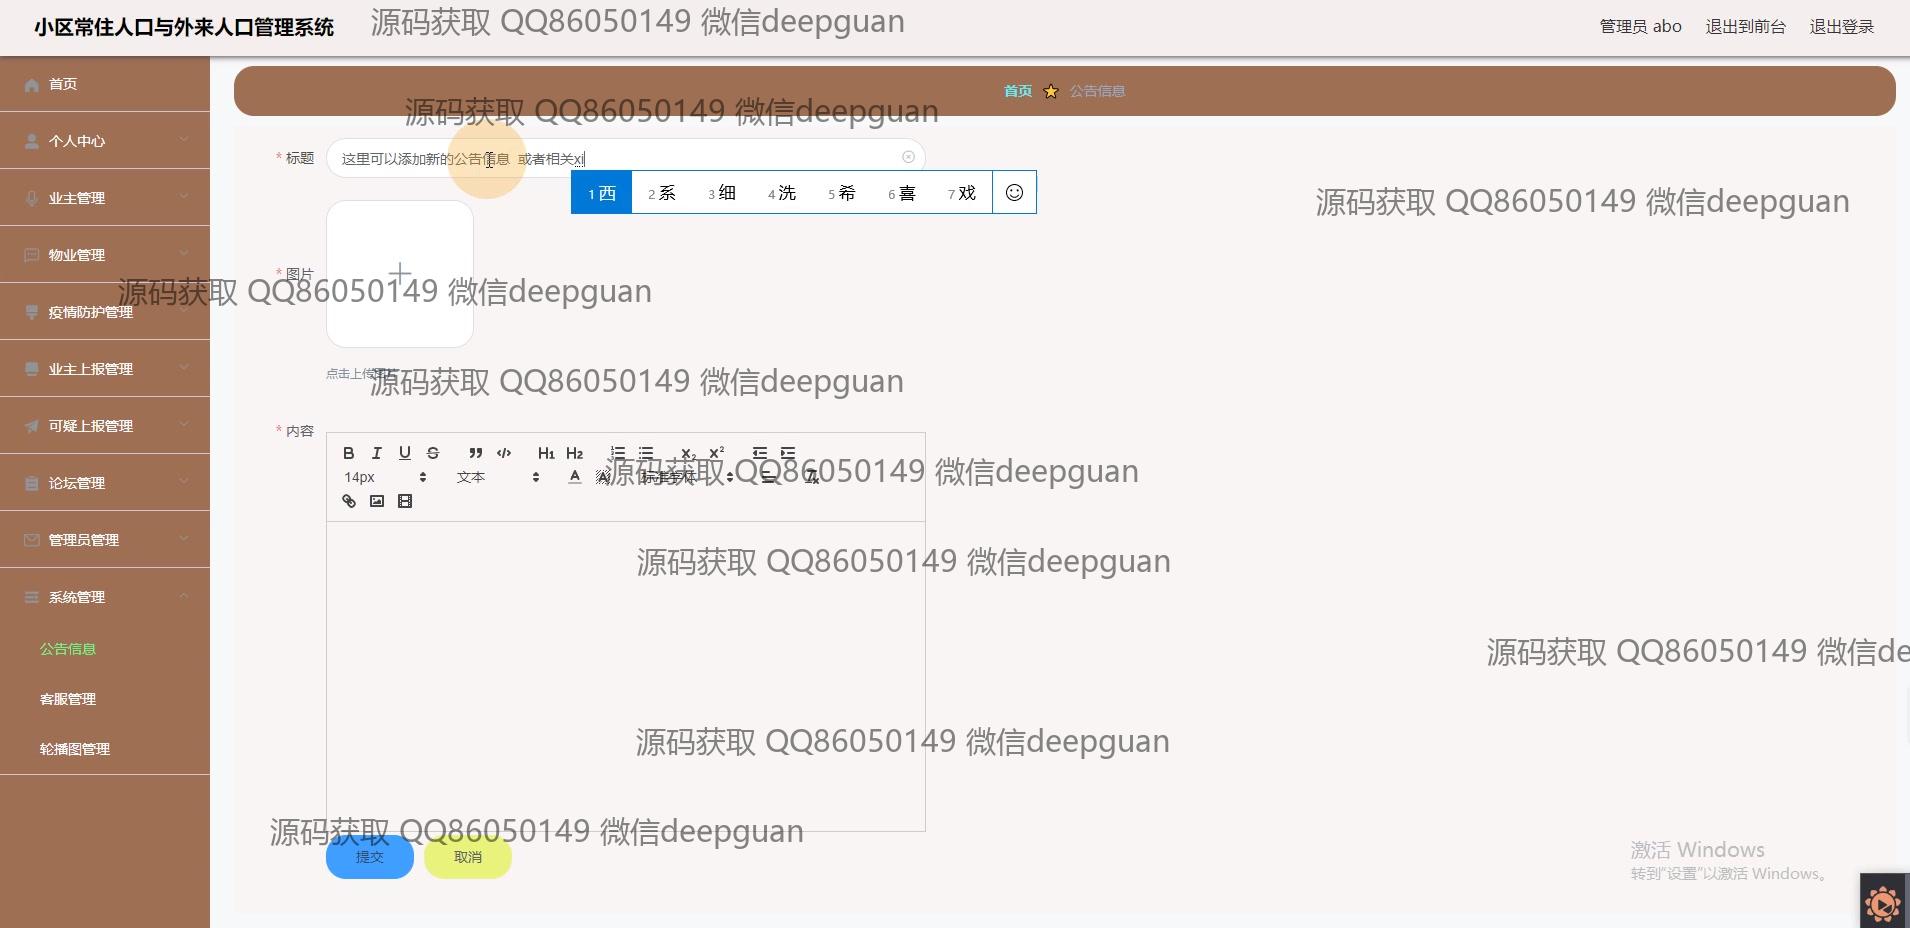 小区常住人口与外来人口管理系统
源码获取 QQ86050149 微信deepguan
管理员 abo 退出到前台 退出登录
首页
首页 公告信息
源码获取 QQ86050149 微信deepguan
个人中心
* 标题 这里可以添加新的公告信息 或者相关xi
业主管理
1 西 2 系 3 细 4 洗 5 希 6 喜 7 戏
源码获取 QQ86050149 微信deepguan
物业管理
* 图片
源码获取 QQ86050149 微信deepguan
疫情防护管理
业主上报管理
点击上传图片
源码获取 QQ86050149 微信deepguan
可疑上报管理
* 内容
B I U S H1 H2 X2 X2
源码获取 QQ86050149 微信deepguan
14px 文本 A A 标准字体
论坛管理
管理员管理
源码获取 QQ86050149 微信deepguan
系统管理
公告信息
源码获取 QQ86050149 微信de
客服管理
轮播图管理
源码获取 QQ86050149 微信deepguan
源码获取 QQ86050149 微信deepguan
提交 取消
激活 Windows
转到"设置"以激活 Windows。